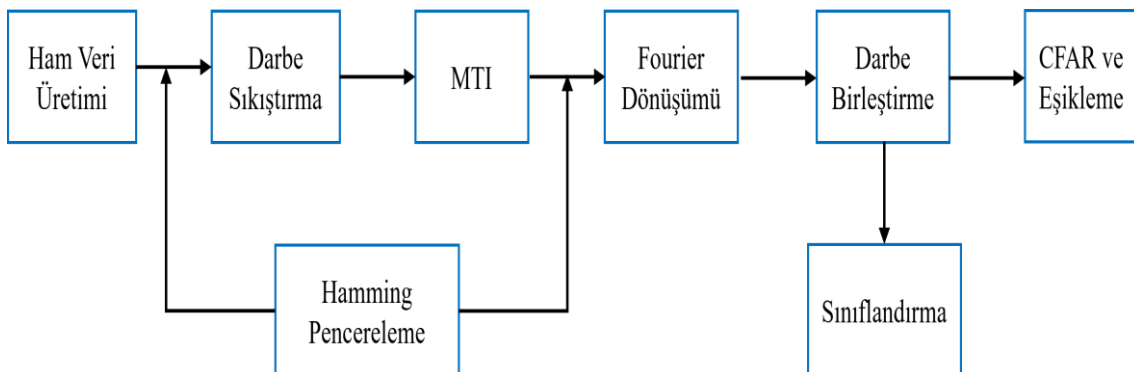 Ham Veri
Üretimi
Darbe
Sıkıştırma
MTI
Fourier
Dönüşümü
Darbe
Birleştirme
CFAR ve
Eşikleme
Hamming
Pencereleme
Sınıflandırma